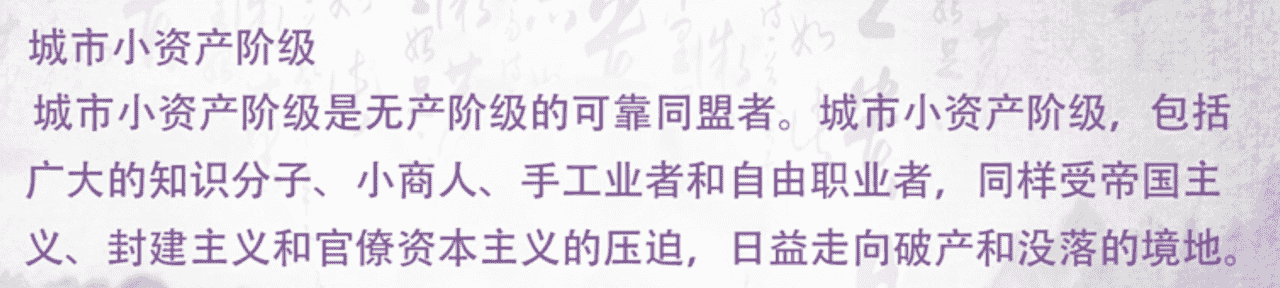 城市小资产阶级
城市小资产阶级是无产阶级的可靠同盟者。城市小资产阶级，包括
广大的知识分子、小商人、手工业者和自由职业者，同样受帝国主
义、封建主义和官僚资本主义的压迫，日益走向破产和没落的境地。